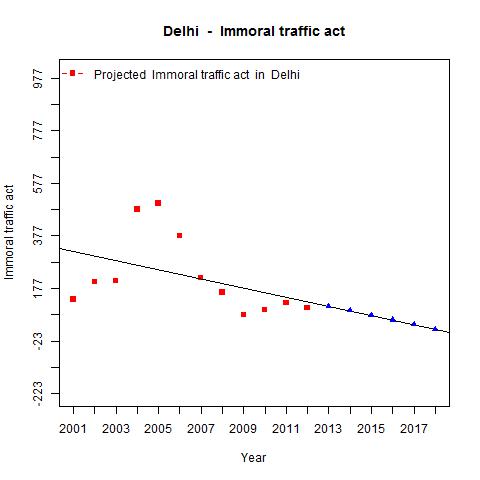 Delhi - Immoral traffic act
Projected Immoral traffic act in Delhi
Immoral traffic act
977
777
577
377
177
-23
-223
2001 2003 2005 2007 2009 2011 2013 2015 2017
Year